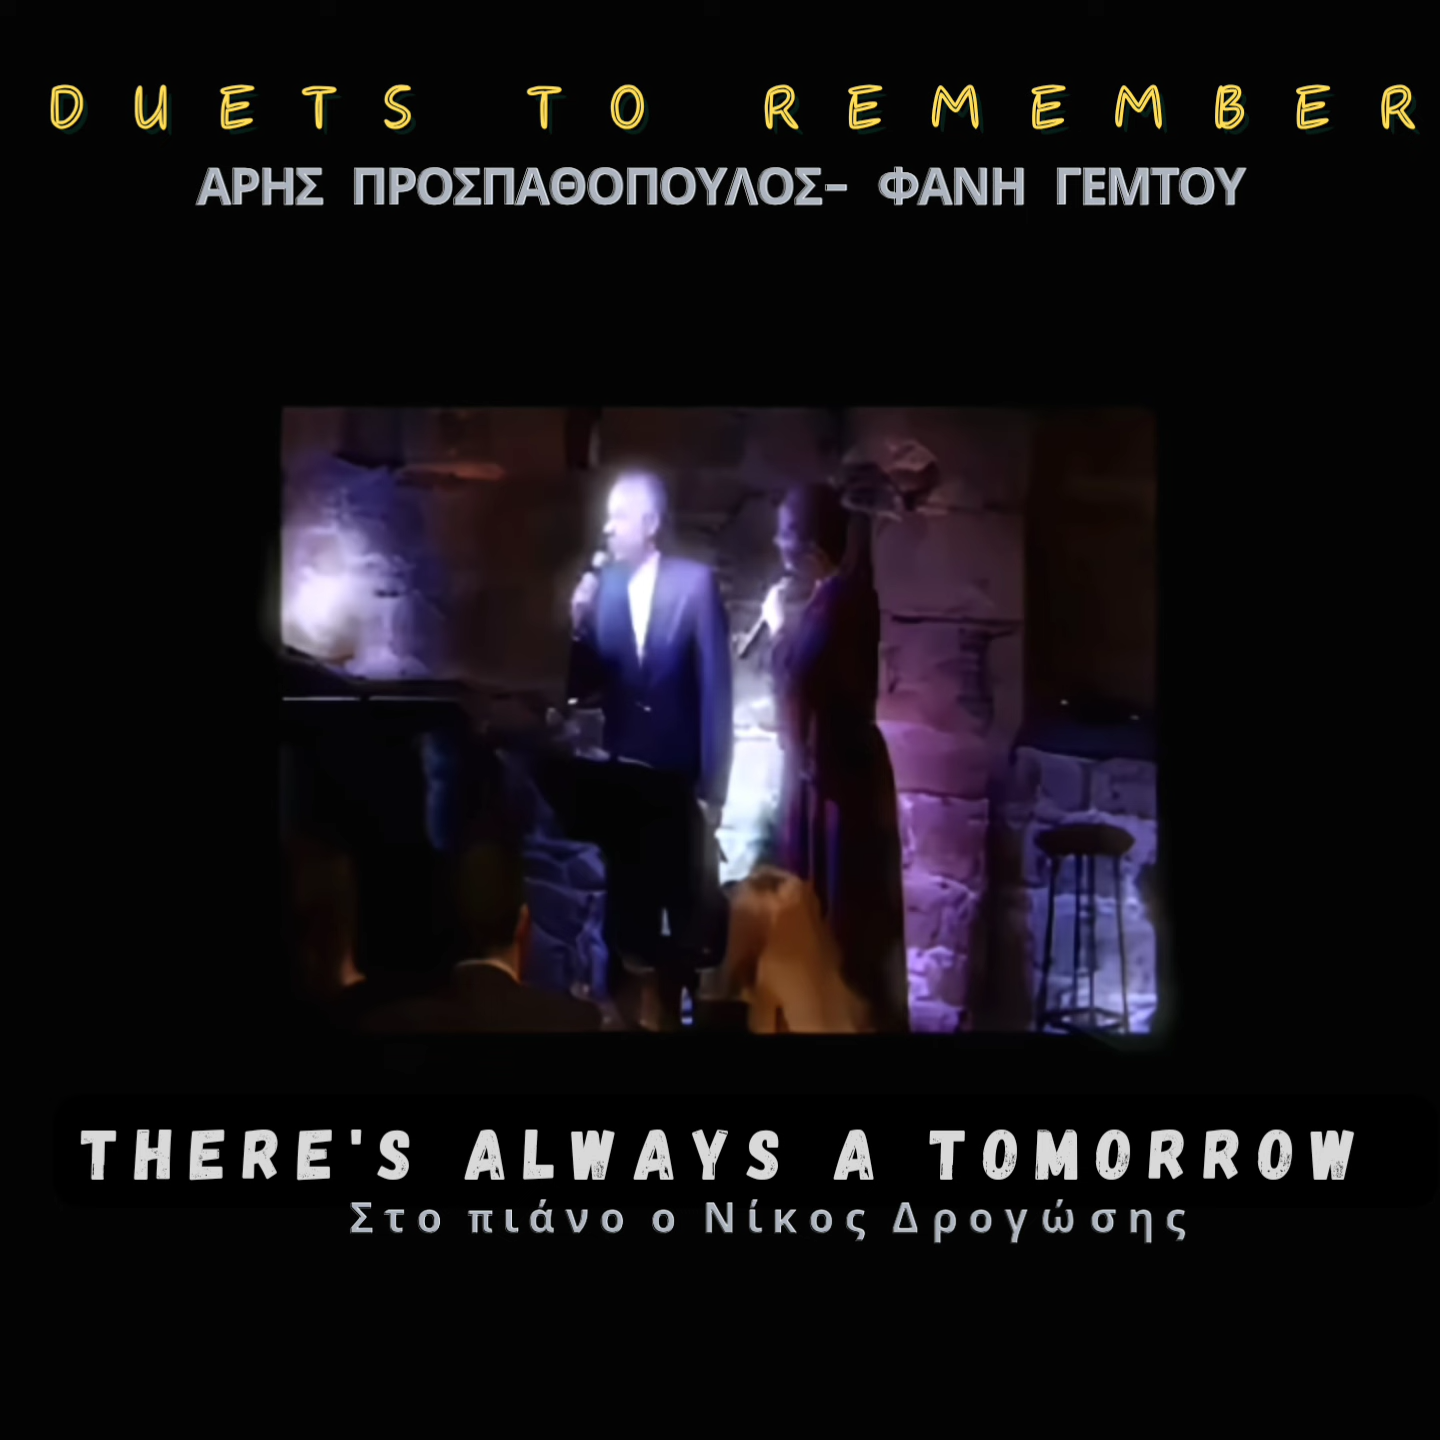 DUETS TO REMEMBER
ΑΡΗΣ ΠΡΟΣΠΑΘΟΠΟΥΛΟΣ- ΦΑΝΗ ΓΕΜΤΟΥ
THERE'S ALWAYS A TOMORROW
Στο πιάνο ο Νίκος Δρογώσης